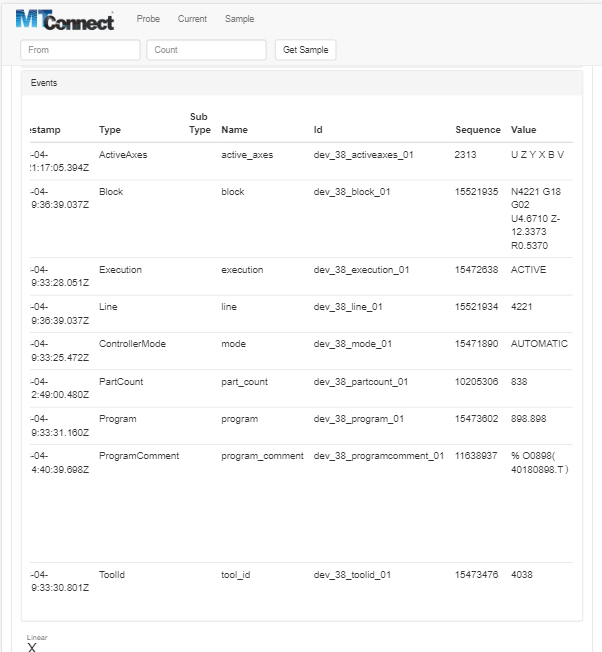 MTConnect Probe Current Sample
From Count Get Sample
Events
Sub
stamp Type Type Name Id Sequence Value
-04- ActiveAxes active_axes dev_38_activeaxes_01 2313 U Z Y X B V
1:17:05.394Z
-04- Block block dev_38_block_01 15521935 N4221 G18
9:36:39.037Z G02
U4.6710 Z-
12.3373
R0.5370
-04- Execution execution dev_38_execution_01 15472638 ACTIVE
9:33:28.051Z
-04- Line line dev_38_line_01 15521934 4221
9:36:39.037Z
-04- ControllerMode mode dev_38_mode_01 15471890 AUTOMATIC
9:33:25.472Z
-04- PartCount part_count dev_38_partcount_01 10205306 838
2:49:00.480Z
-04- Program program dev_38_program_01 15473602 898.898
9:33:31.160Z
-04- ProgramComment program_comment dev_38_programcomment_01 11638937 % O0898(
4:40:39.698Z 40180898.T )
-04- ToolId tool_id dev_38_toolid_01 15473476 4038
9:33:30.801Z
Linear
X